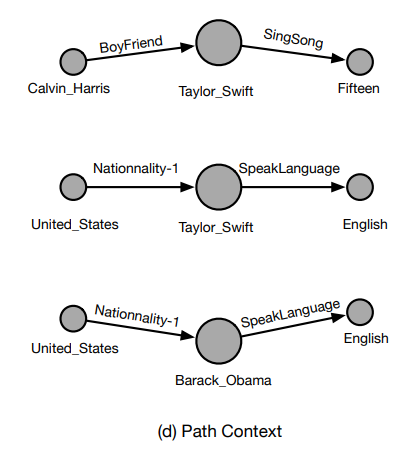 BoyFriend
SingSong
Calvin_Harris
Taylor_Swift
Fifteen
Nationnality-1
SpeakLanguage
United_States
Taylor_Swift
English
Nationnality-1
SpeakLanguage
United_States
Barack_Obama
English
(d) Path Context